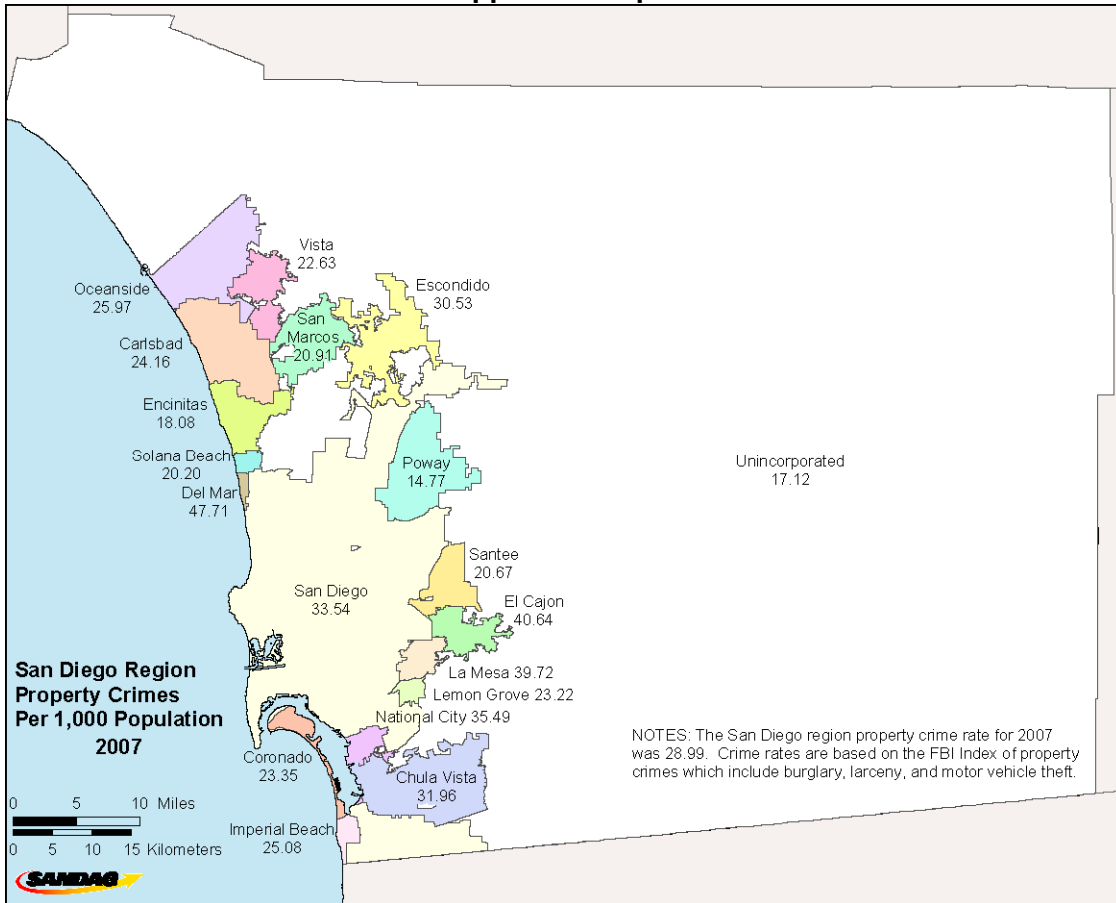 Vista
22.63
Oceanside
25.97
Escondido
30.53
San
Marcos
20.91
Carlsbad
24.16
Encinitas
18.08
Solana Beach
20.20
Del Mar
47.71
Poway
14.77
Unincorporated
17.12
Santee
20.67
San Diego
33.54
El Cajon
40.64
La Mesa 39.72
Lemon Grove 23.22
National City 35.49
San Diego Region
Property Crimes
Per 1,000 Population
2007
Coronado
23.35
Chula Vista
31.96
NOTES: The San Diego region property crime rate for 2007
was 28.99. Crime rates are based on the FBI Index of property
crimes which include burglary, larceny, and motor vehicle theft.
0 5 10 Miles
Imperial Beach
25.08
0 5 10 15 Kilometers
SANDAG